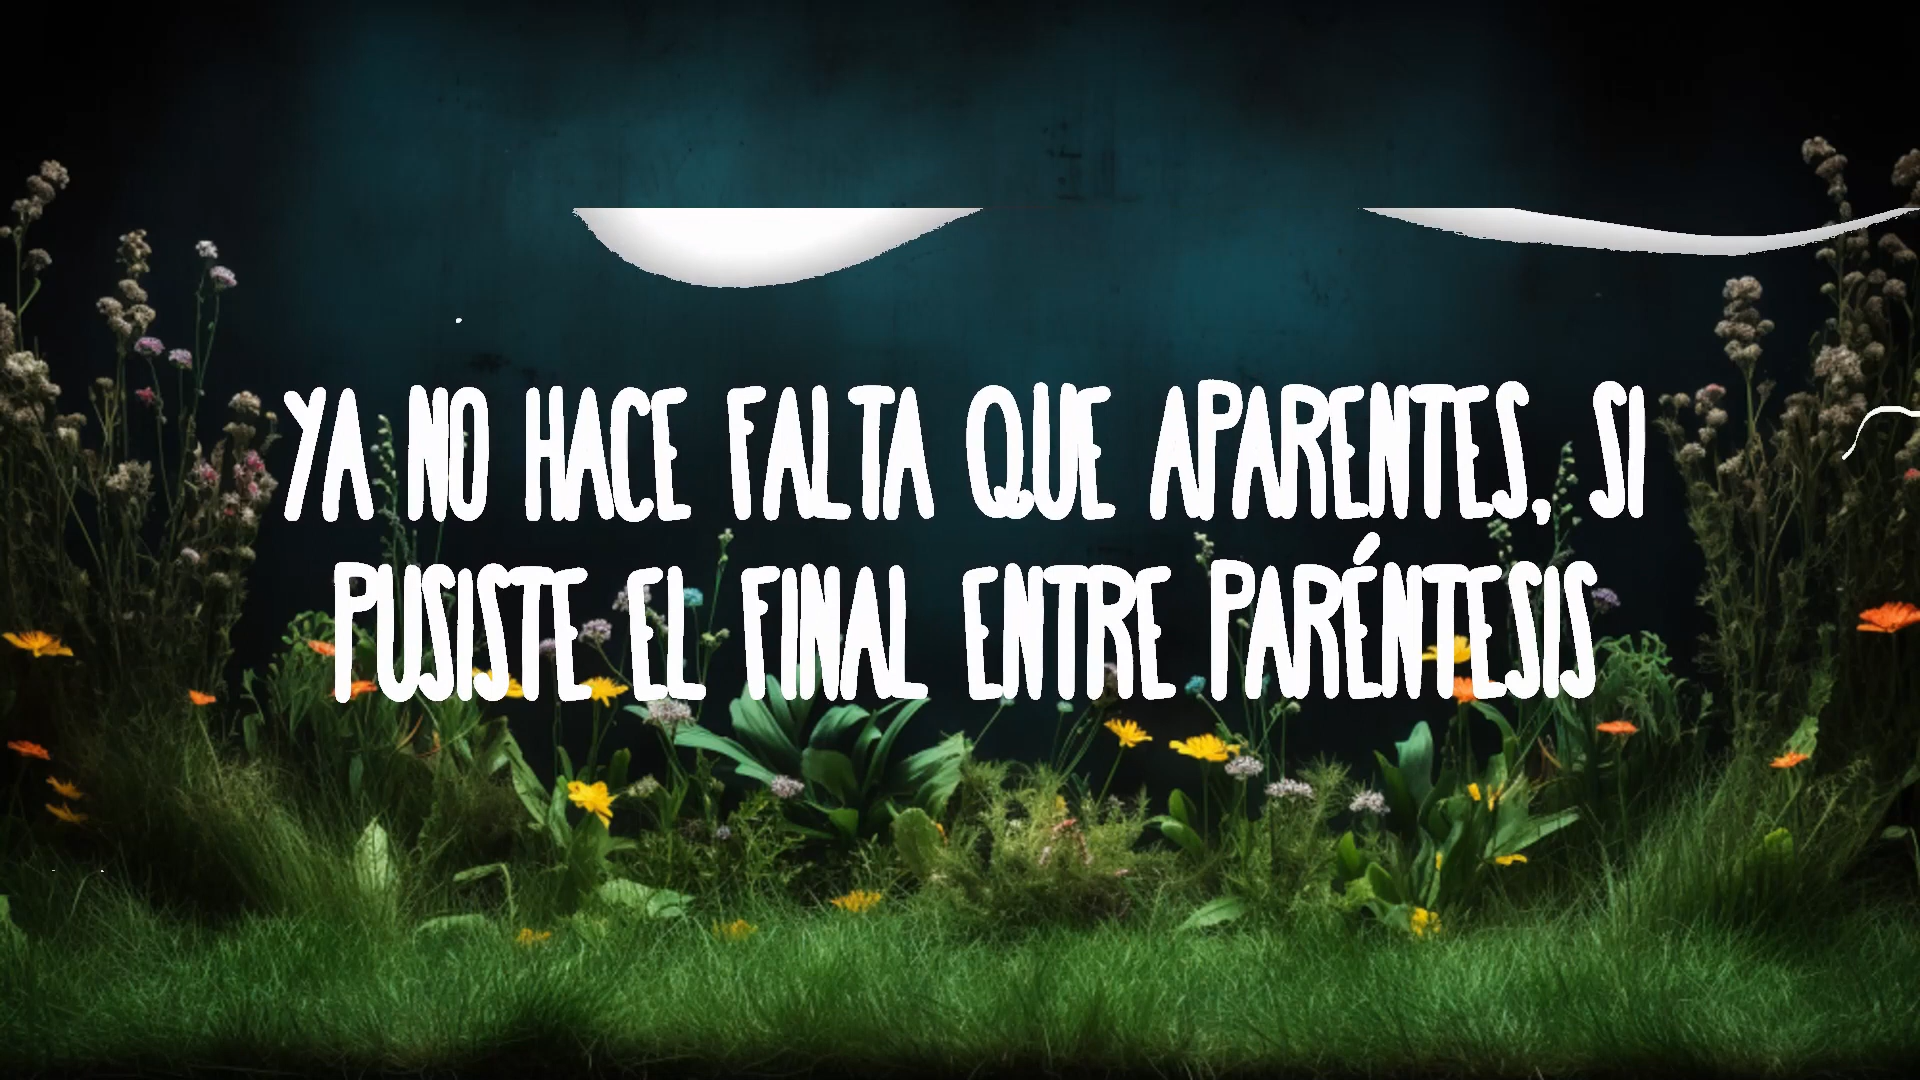 YA NO HACE FALTA QUE APARENTES, SI
PUSISTE EL FINAL ENTRE PARÉNTESIS